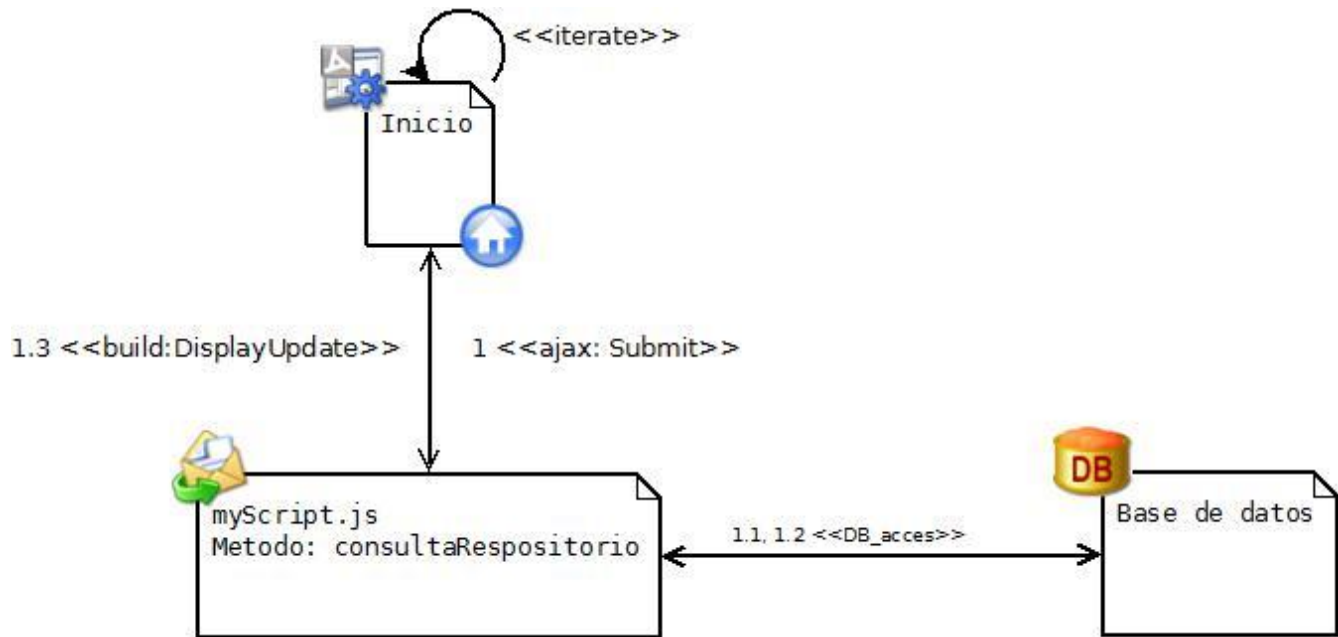 <<iterate>>
Inicio
1.3 <<build:DisplayUpdate>>
1 <<ajax: Submit>>
myScript.js
Metodo: consultaRespositorio
1.1, 1.2 <<DB_acces>>
DB
Base de datos